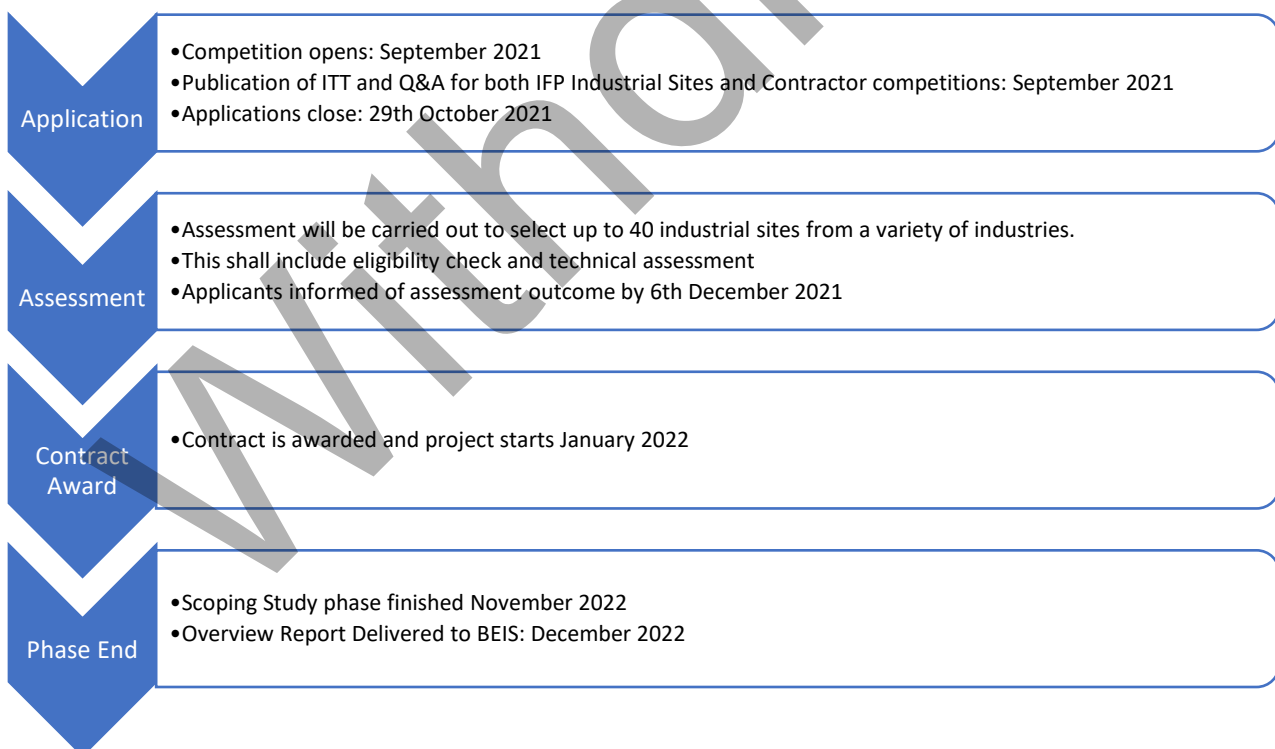 Application
•Competition opens: September 2021
•Publication of ITT and Q&A for both IFP Industrial Sites and Contractor competitions: September 2021
•Applications close: 29th October 2021
Assessment
•Assessment will be carried out to select up to 40 industrial sites from a variety of industries.
•This shall include eligibility check and technical assessment
•Applicants informed of assessment outcome by 6th December 2021
Contract
Award
•Contract is awarded and project starts January 2022
Phase End
•Scoping Study phase finished November 2022
•Overview Report Delivered to BEIS: December 2022